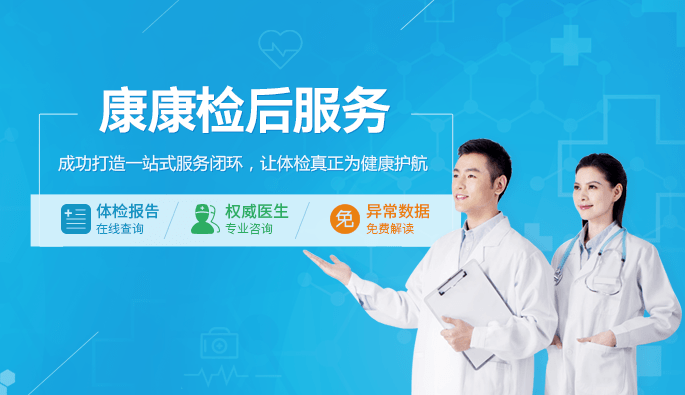 康康检后服务
成功打造一站式服务闭环，让体检真正为健康护航
体检报告
在线查询
权威医生
专业咨询
免
异常数据
免费解读